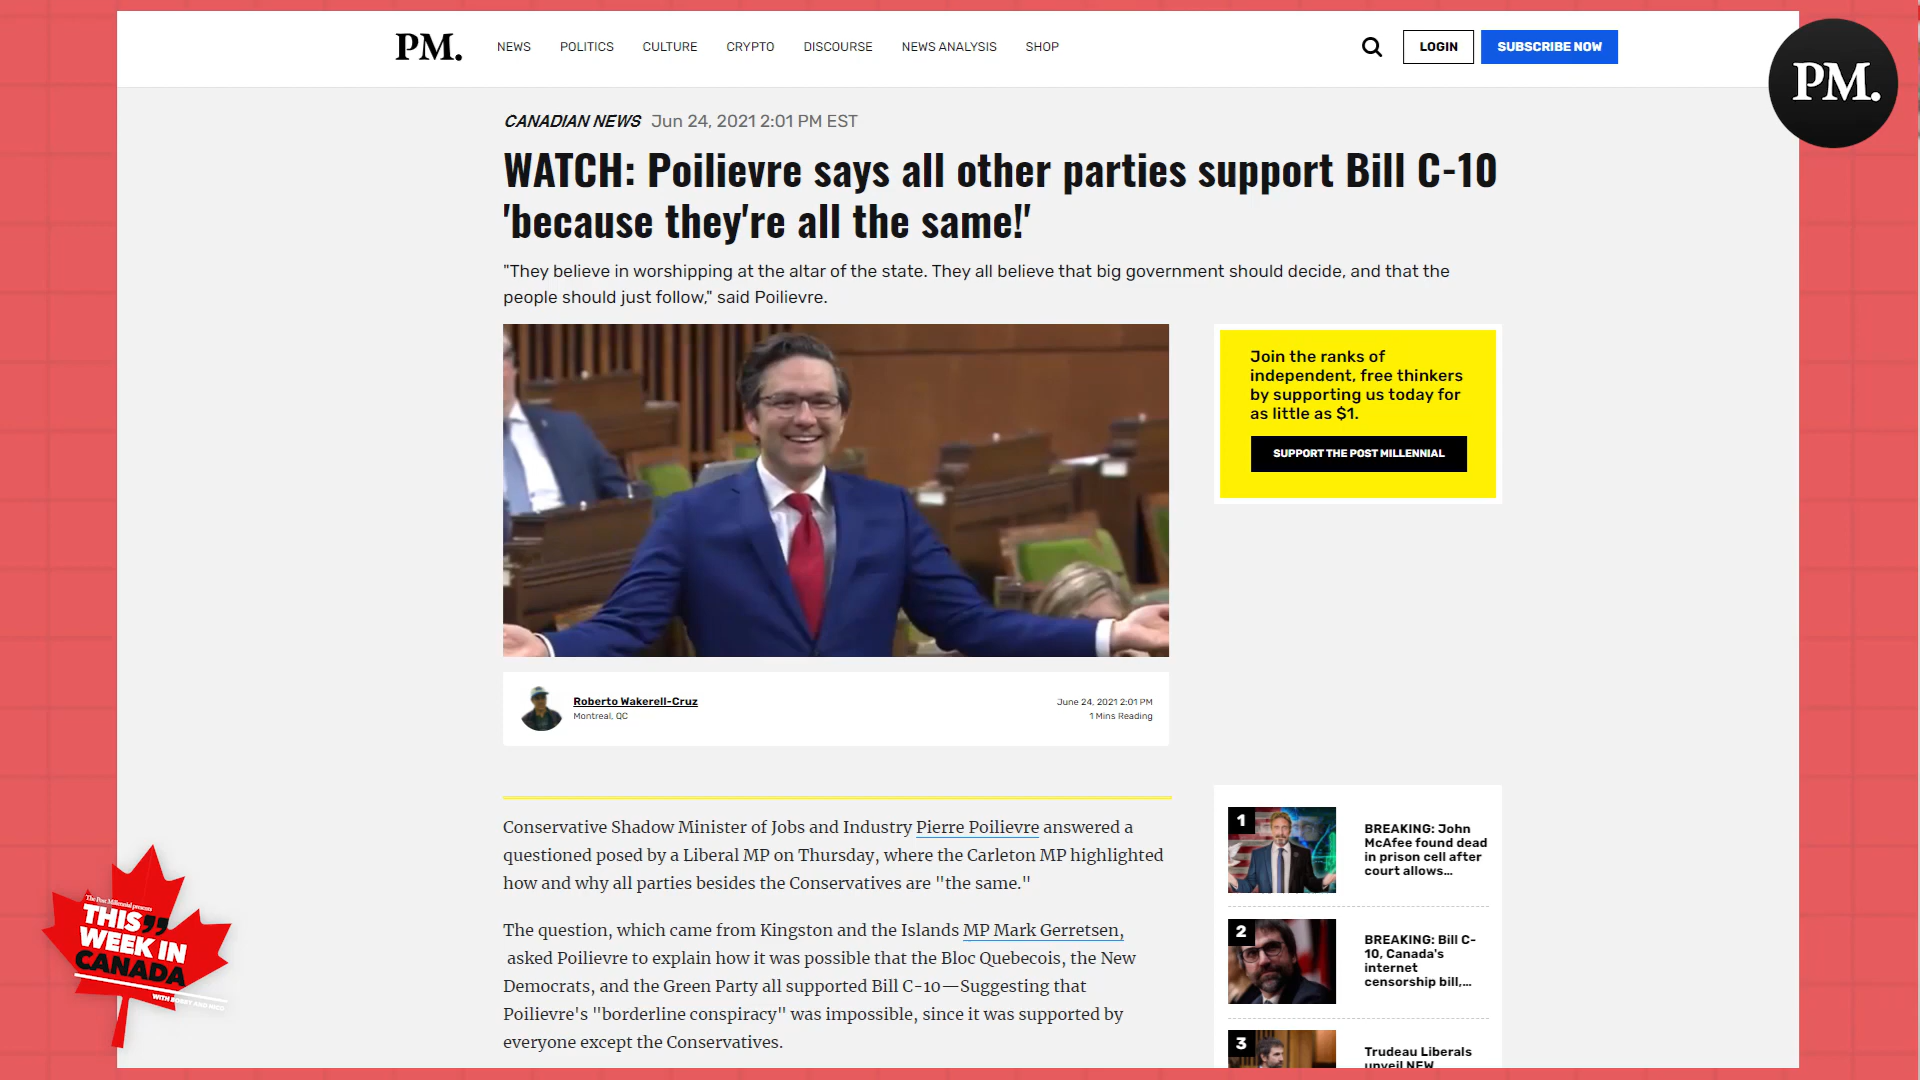 PM.
NEWS
POLITICS
CULTURE
CRYPTO
DISCOURSE
NEWS ANALYSIS
SHOP
LOGIN
SUBSCRIBE NOW
PM.
CANADIAN NEWS Jun 24, 2021 2:01 PM EST
WATCH: Poilievre says all other parties support Bill C-10
'because they're all the same!'
"They believe in worshipping at the altar of the state. They all believe that big government should decide, and that the
people should just follow," said Poilievre.
Join the ranks of
independent, free thinkers
by supporting us today for
as little as $1.
SUPPORT THE POST MILLENNIAL
Roberto Wakerell-Cruz
Montreal, QC
June 24, 2021 2:01 PM
1 Mins Reading
Conservative Shadow Minister of Jobs and Industry Pierre Poilievre answered a
questioned posed by a Liberal MP on Thursday, where the Carleton MP highlighted
how and why all parties besides the Conservatives are "the same."
The question, which came from Kingston and the Islands MP Mark Gerretsen,
asked Poilievre to explain how it was possible that the Bloc Quebecois, the New
Democrats, and the Green Party all supported Bill C-10—Suggesting that
Poilievre's "borderline conspiracy" was impossible, since it was supported by
everyone except the Conservatives.
1
BREAKING: John
McAfee found dead
in prison cell after
court allows...
2
BREAKING: Bill C-
10, Canada's
internet
censorship bill,...
3
Trudeau Liberals
unveil NEW
The Post Millennial presents
THIS
WEEK IN
CANADA